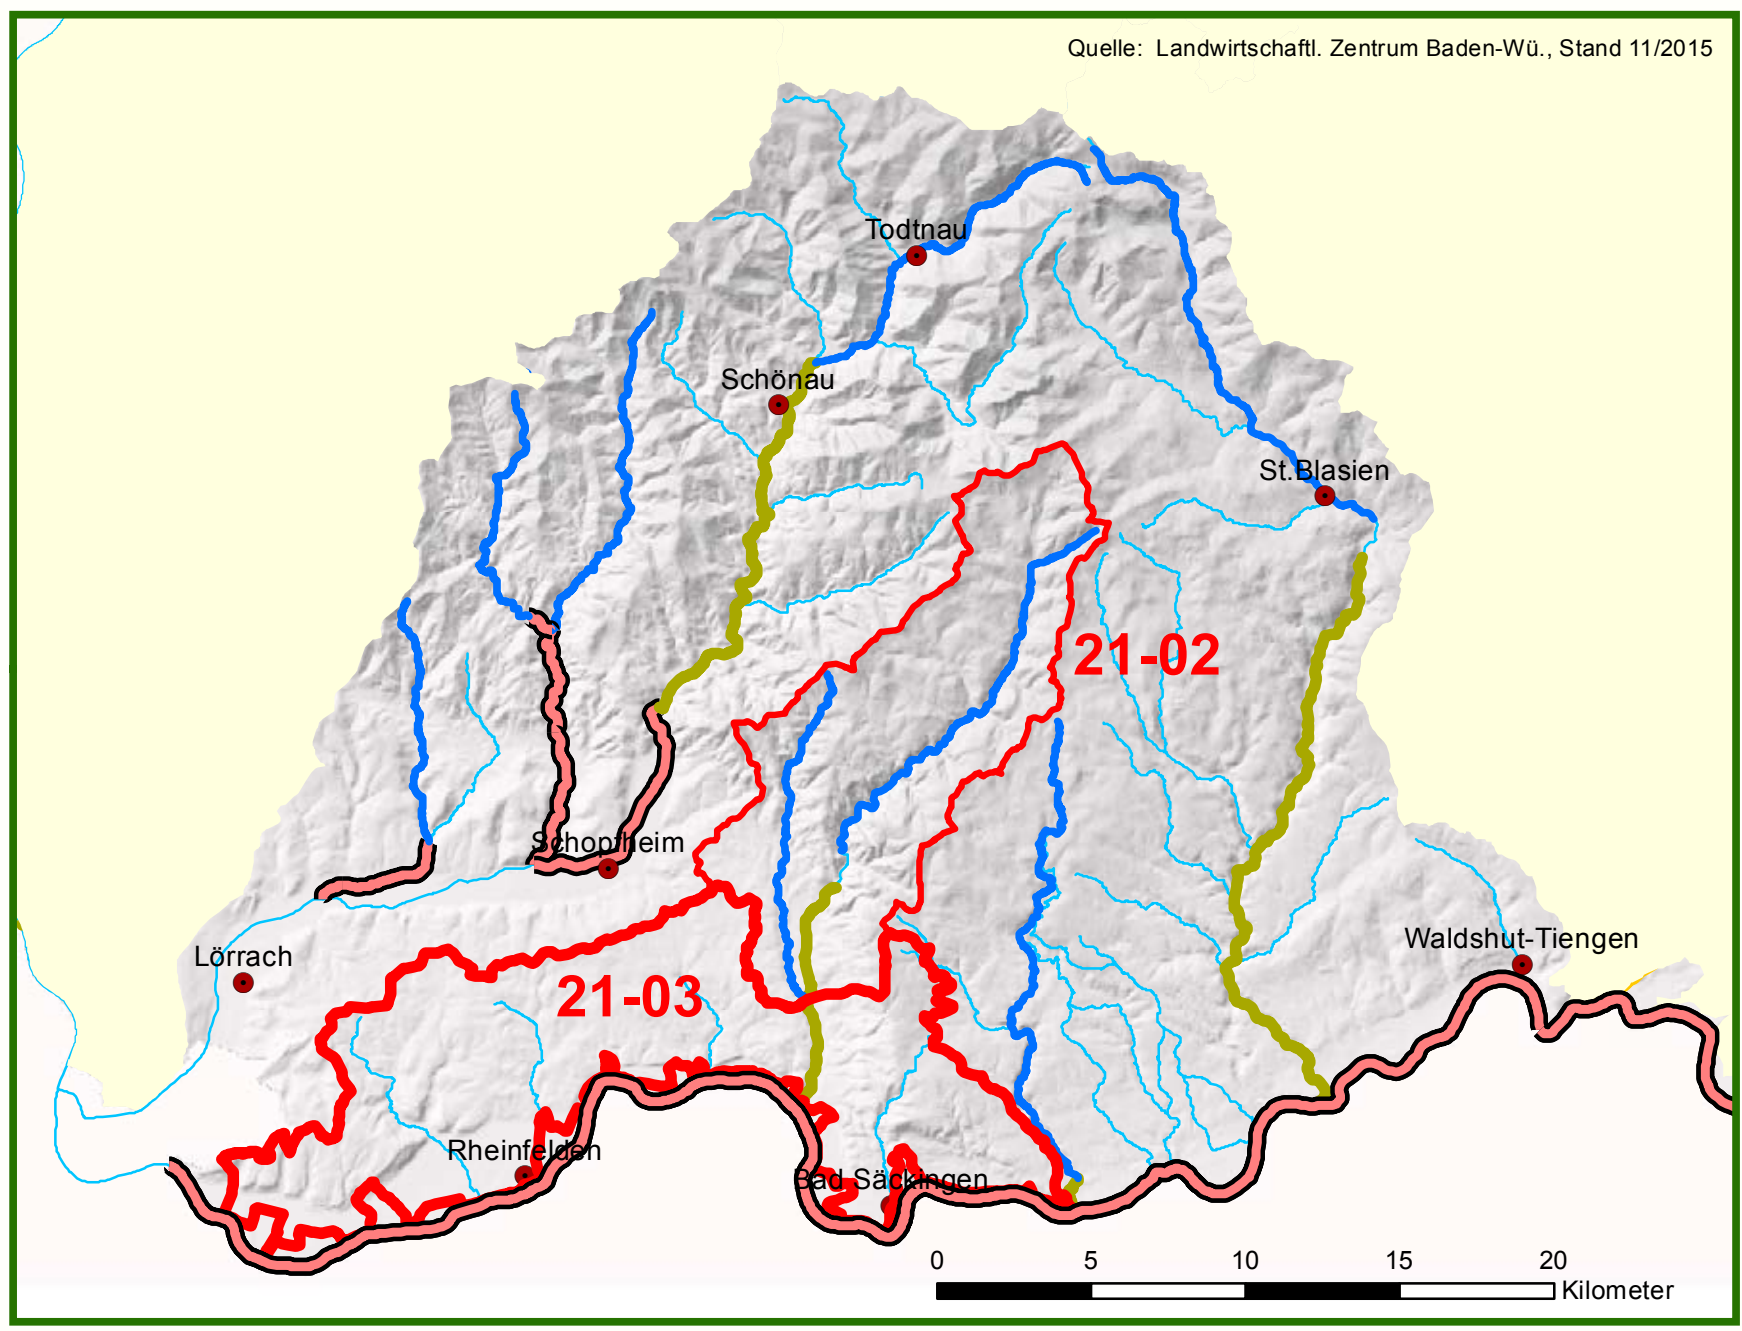 Quelle:  Landwirtschaftl. Zentrum Baden-Wü., Stand 11/2015
Todtnau
Schönau
St.Blasien
21-02
Schopfheim
Waldshut-Tiengen
Lörrach
21-03
Rheinfelden
Bad Säckingen
0 5 10 15 20
Kilometer